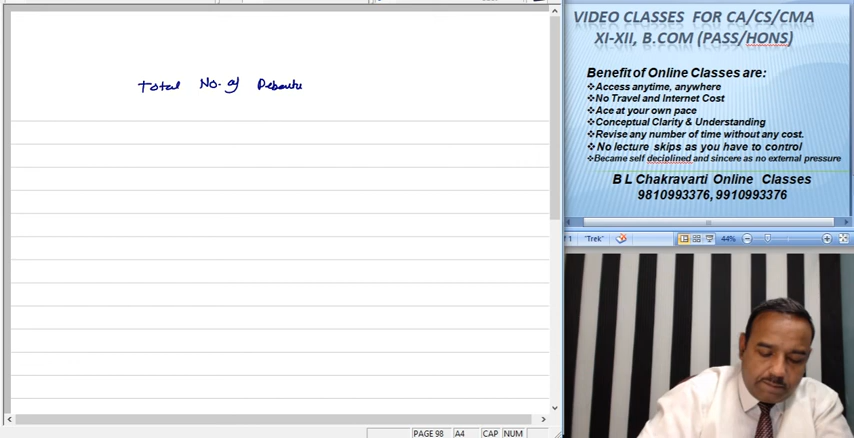 Total No. of Debentu
VIDEO CLASSES FOR CA/CS/CMA
XI-XII, B.COM (PASS/HONS)
Benefit of Online Classes are:
❖Access anytime, anywhere
❖No Travel and Internet Cost
❖Ace at your own pace
❖Conceptual Clarity & Understanding
❖Revise any number of time without any cost.
❖No lecture skips as you have to control
❖Became self deciplined and sincere as no external pressure
B L Chakravarti Online Classes
9810993376, 9910993376
f 1 "Trek" 44%
PAGE 98 A4 CAP NUM